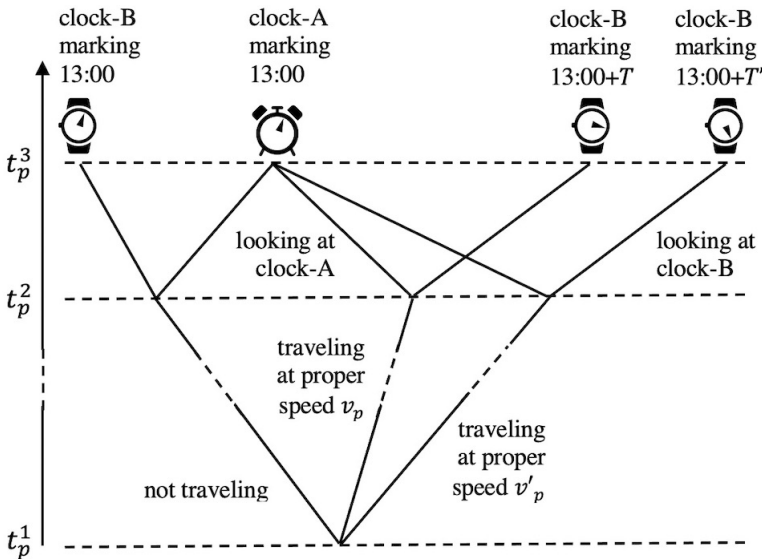 clock-B
marking
13:00
clock-A
marking
13:00
clock-B
marking
13:00+T
clock-B
marking
13:00+T'
t_p^3
looking at
clock-A
looking at
clock-B
t_p^2
traveling
at proper
speed v_p
traveling
at proper
speed v'_p
not traveling
t_p^1